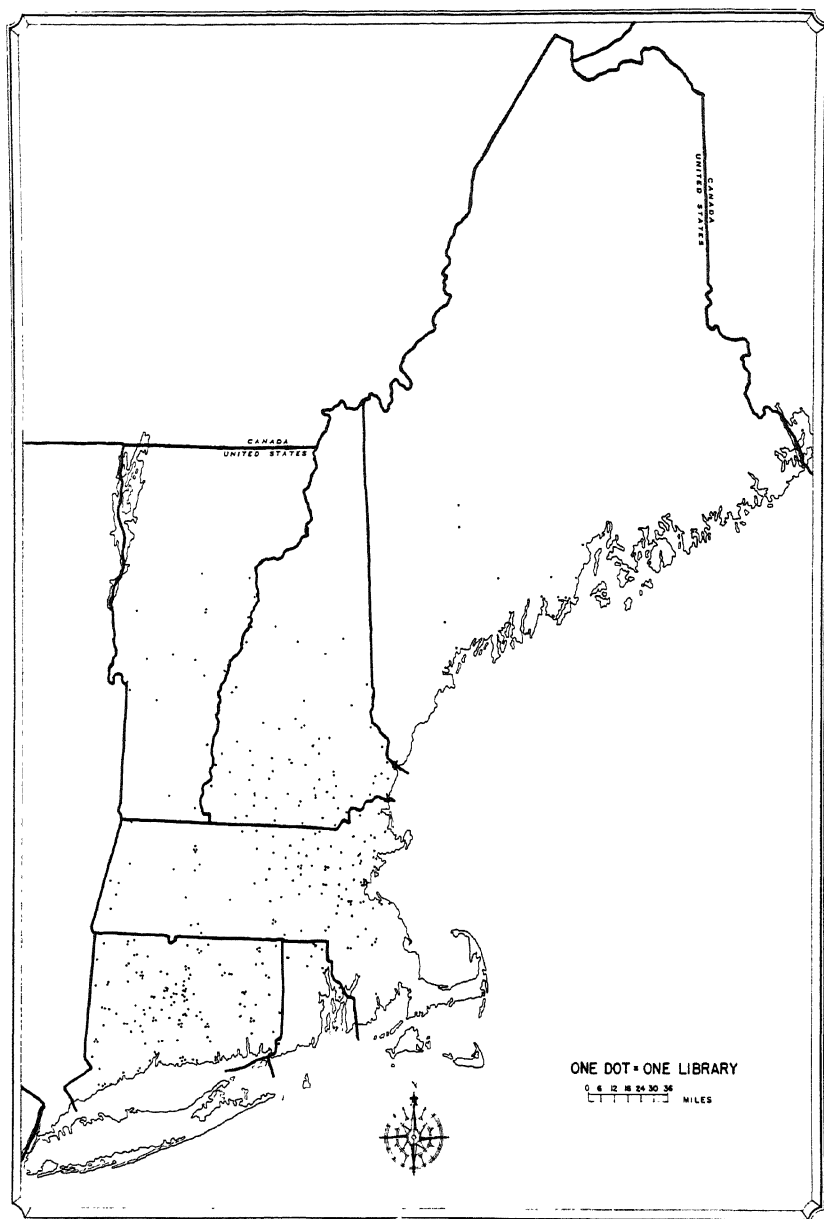 CANADA
UNITED STATES
CANADA
UNITED STATES
ONE DOT = ONE LIBRARY
0 6 12 18 24 30 36
MILES